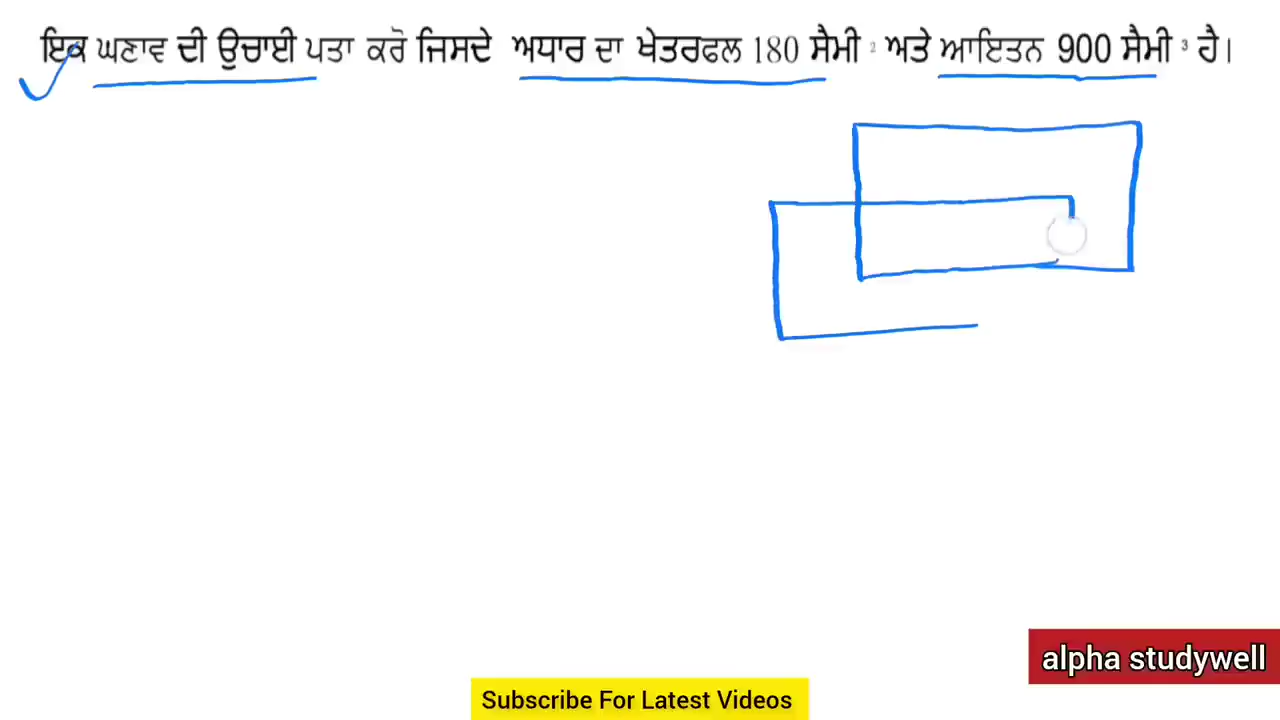 ਇਕ ਘਣਾਵ ਦੀ ਉਚਾਈ ਪਤਾ ਕਰੋ ਜਿਸਦੇ ਅਧਾਰ ਦਾ ਖੇਤਰਫਲ 180 ਸੈਮੀ ² ਅਤੇ ਆਇਤਨ 900 ਸੈਮੀ ³ ਹੈ।
alpha studywell
Subscribe For Latest Videos